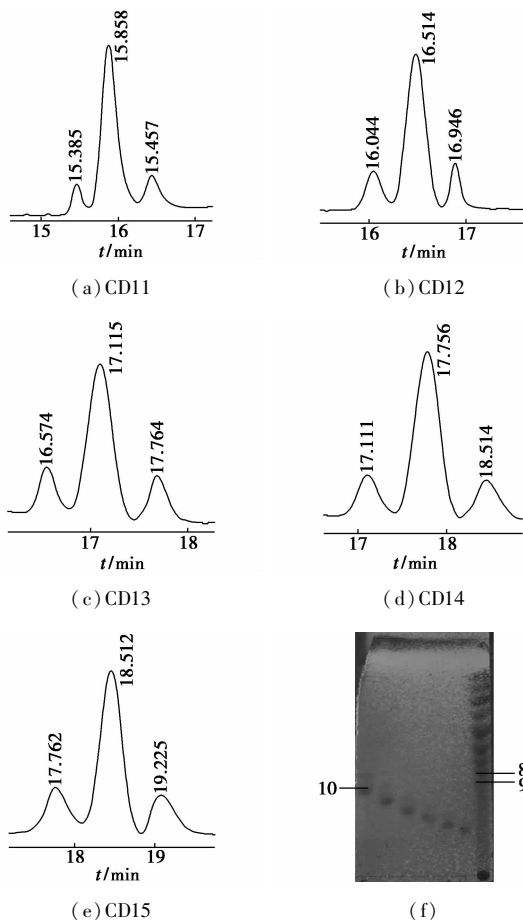 15.385
15.858
15.457
15 16 17
t/min
(a)CD11
16.044
16.514
16.946
16 17
t/min
(b)CD12
16.574
17.115
17.764
17 18
t/min
(c)CD13
17.111
17.756
18.514
17 18
t/min
(d)CD14
17.762
18.512
19.225
18 19
t/min
(e)CD15
10
8
9
(f)